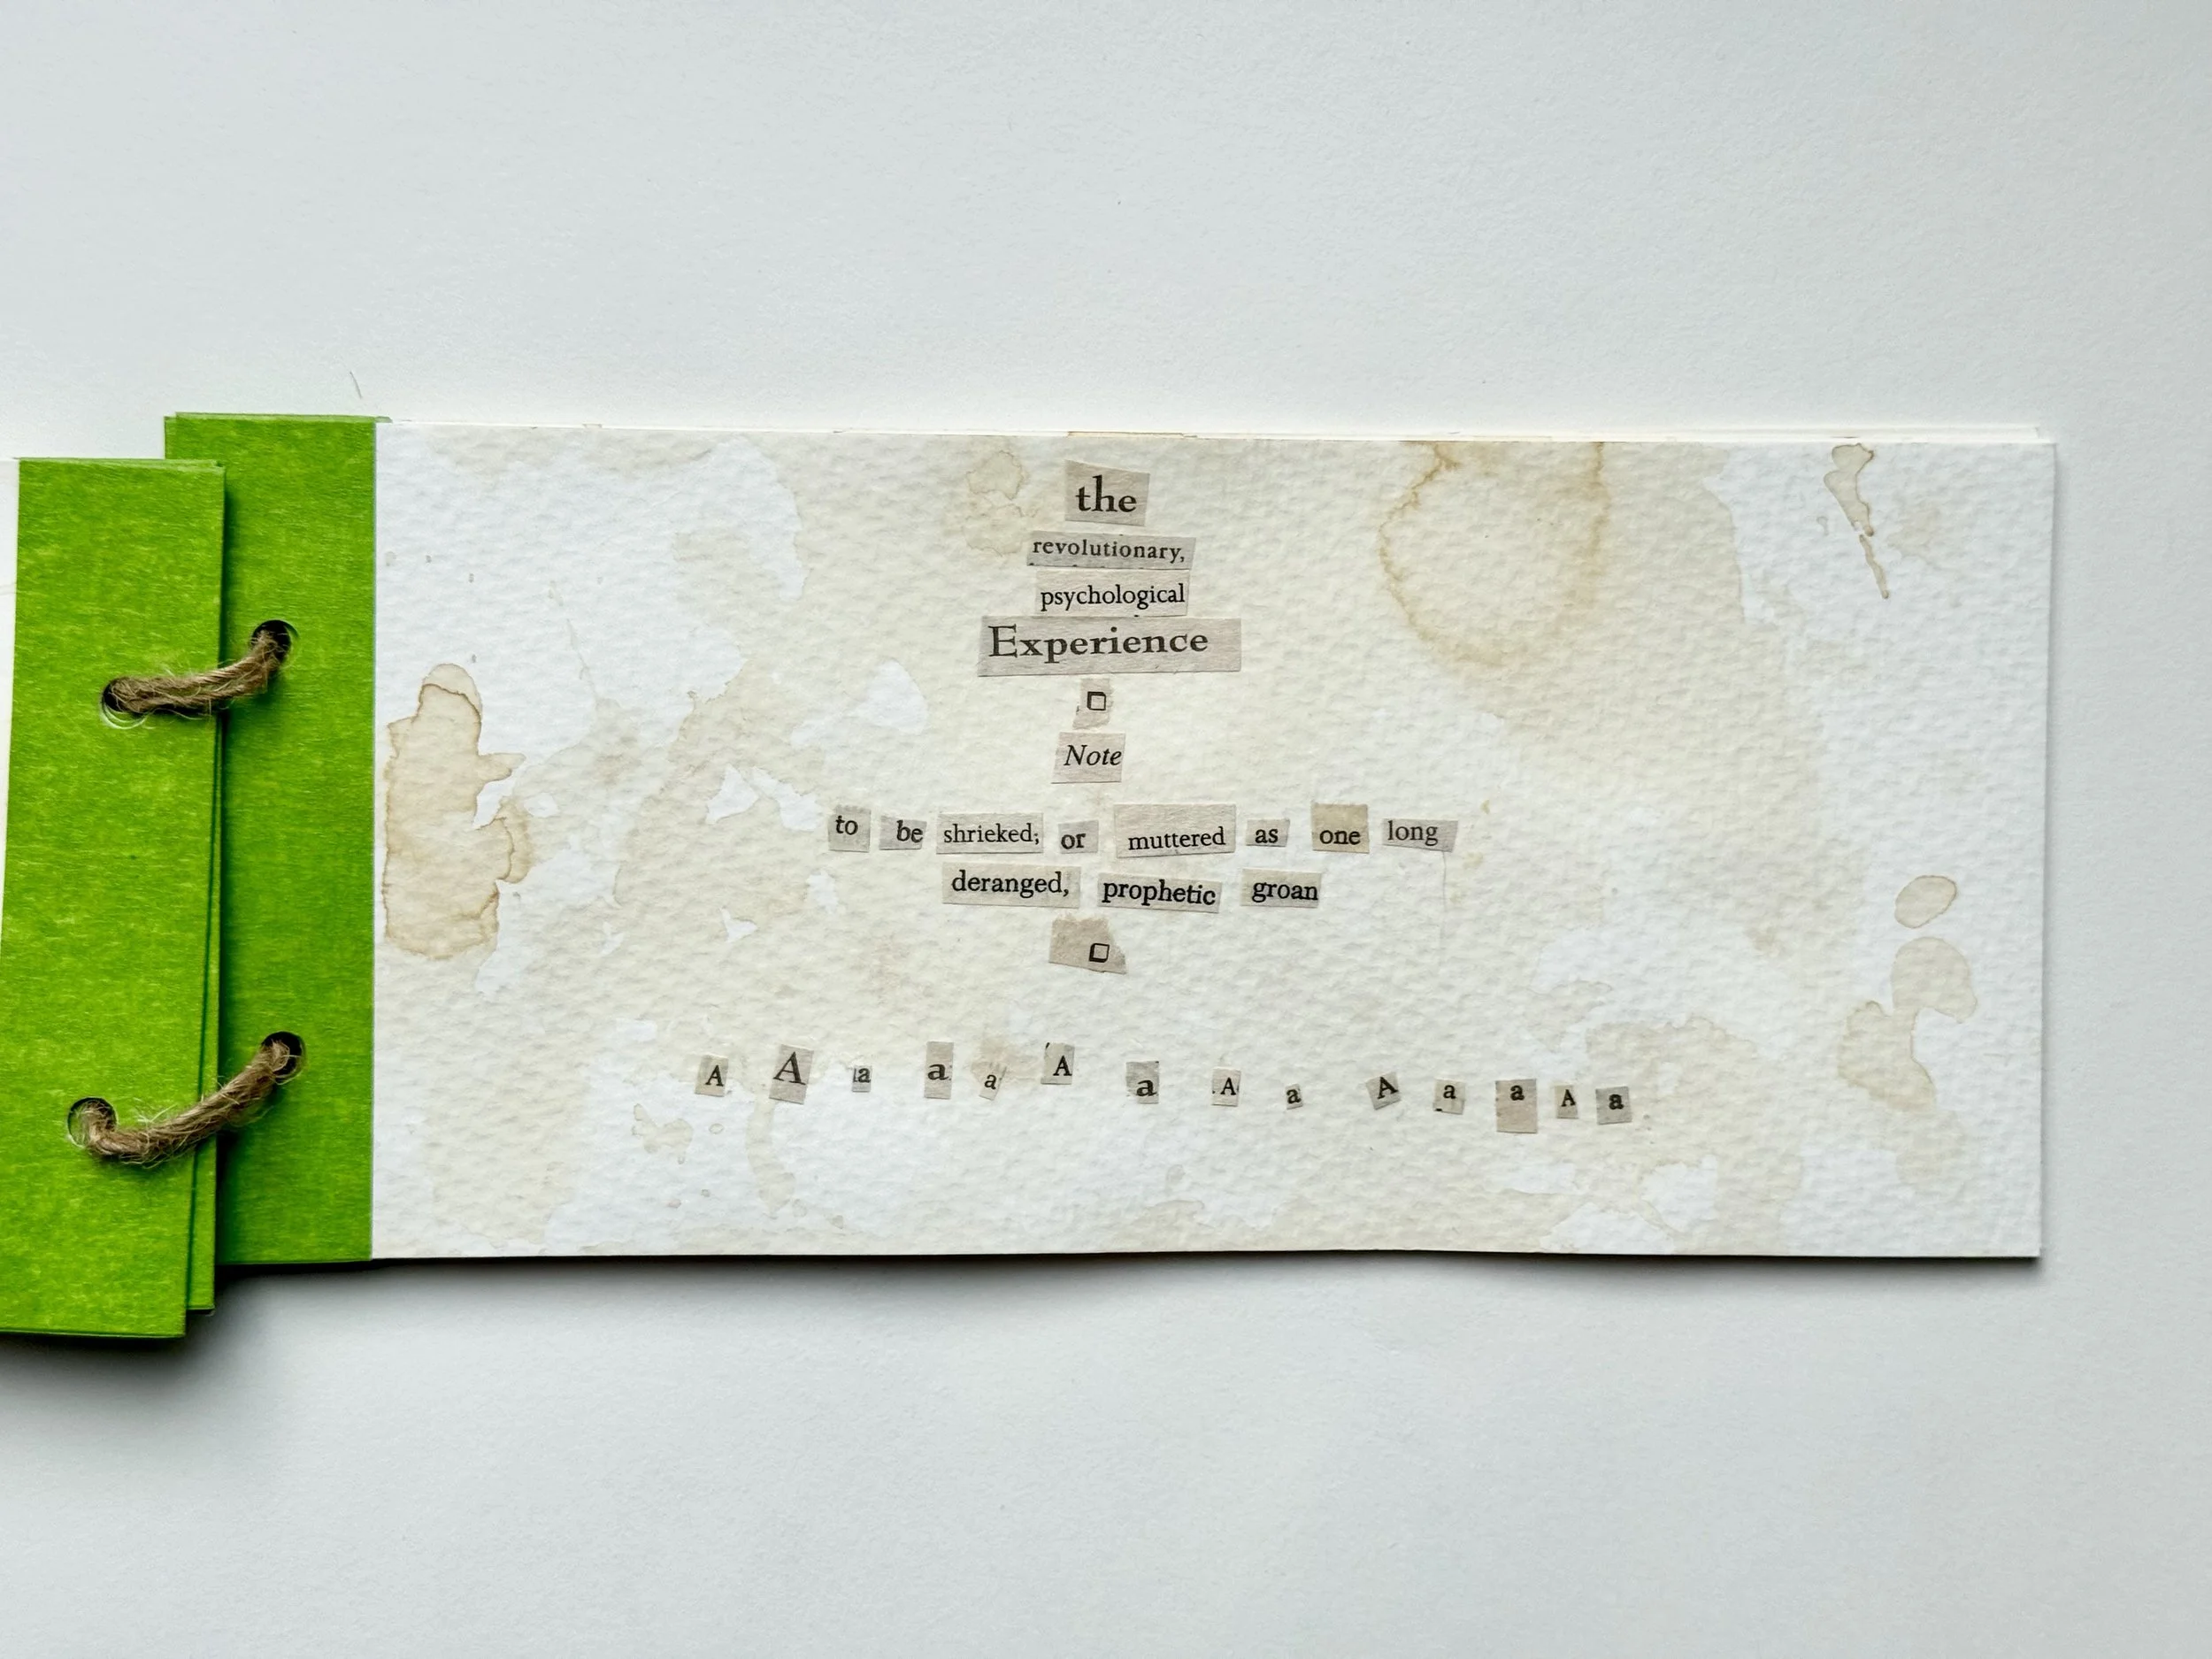 the
revolutionary,
psychological
Experience
□
Note
to be shrieked; or muttered as one long
deranged, prophetic groan
□
A A a a a A a A a A a a A a